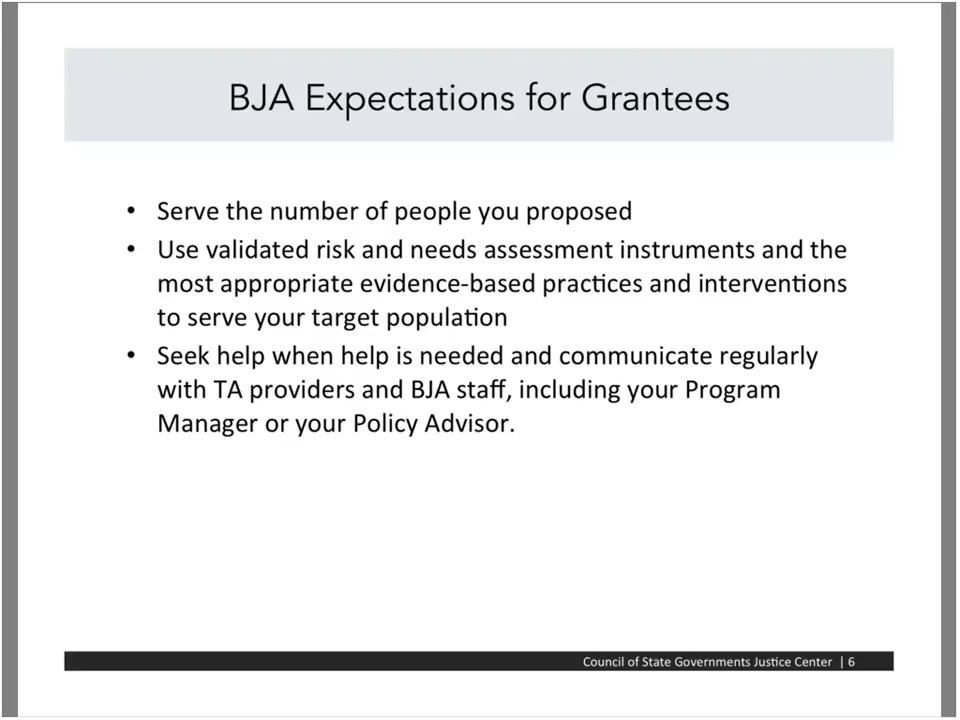 BJA Expectations for Grantees
• Serve the number of people you proposed
• Use validated risk and needs assessment instruments and the
most appropriate evidence-based practices and interventions
to serve your target population
• Seek help when help is needed and communicate regularly
with TA providers and BJA staff, including your Program
Manager or your Policy Advisor.
Council of State Governments Justice Center | 6